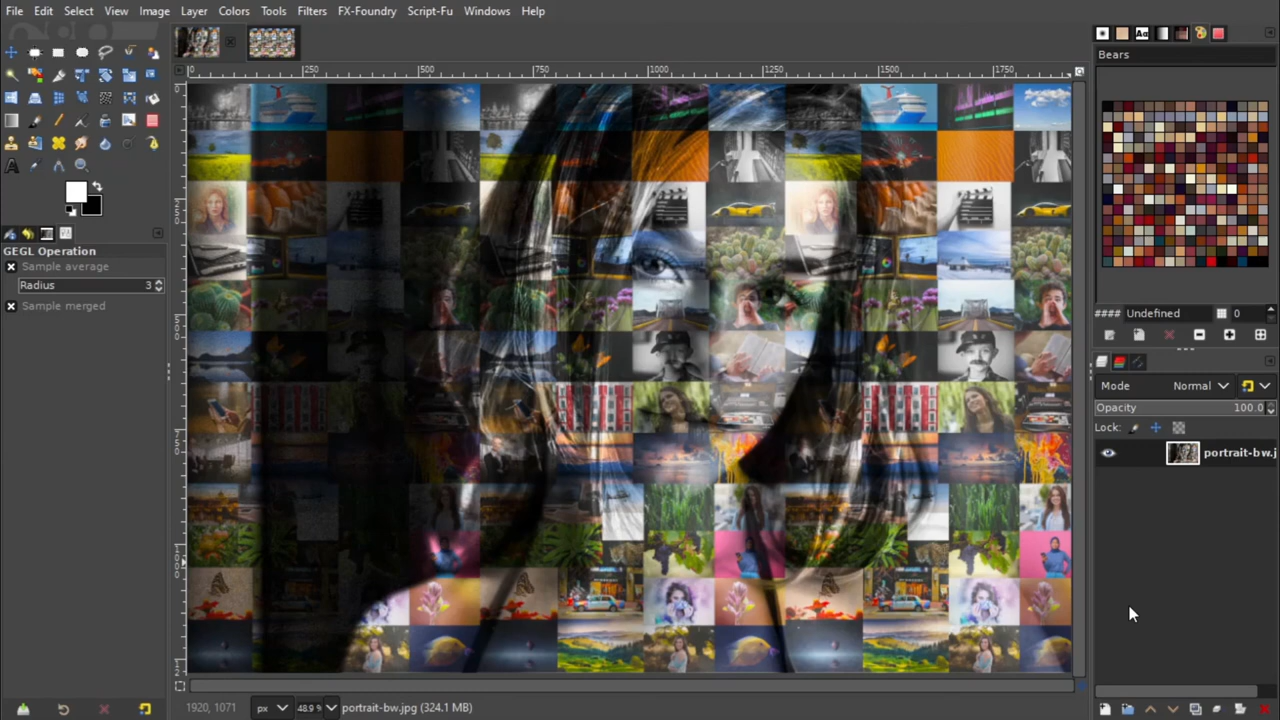 File Edit Select View Image Layer Colors Tools Filters FX-Foundry Script-Fu Windows Help
Bears
0 250 500 750 1000 1250 1500 1750
GEGL Operation
Sample average
Radius 3
Sample merged
#### Undefined 0
Mode Normal
Opacity 100.0
Lock:
portrait-bw.j
1920, 1071 px 48.9 % portrait-bw.jpg (324.1 MB)